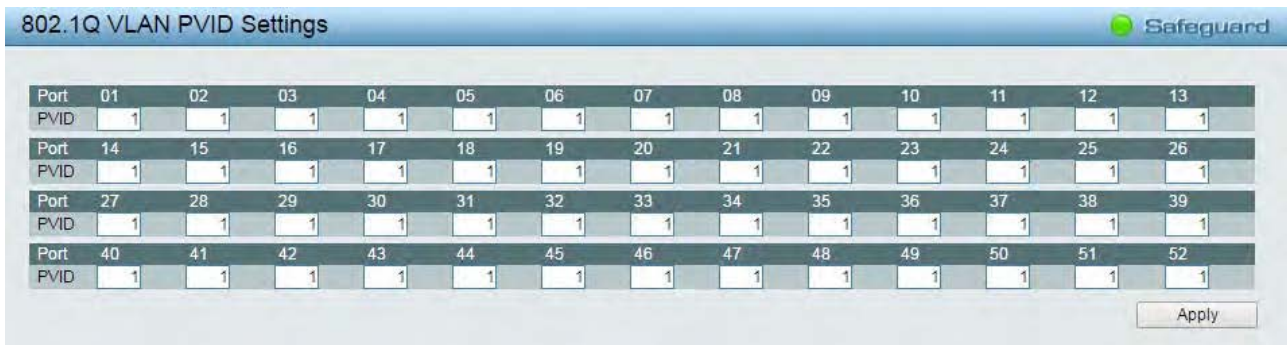 802.1Q VLAN PVID Settings Safeguard
Port 01 02 03 04 05 06 07 08 09 10 11 12 13
PVID 1 1 1 1 1 1 1 1 1 1 1 1 1
Port 14 15 16 17 18 19 20 21 22 23 24 25 26
PVID 1 1 1 1 1 1 1 1 1 1 1 1 1
Port 27 28 29 30 31 32 33 34 35 36 37 38 39
PVID 1 1 1 1 1 1 1 1 1 1 1 1 1
Port 40 41 42 43 44 45 46 47 48 49 50 51 52
PVID 1 1 1 1 1 1 1 1 1 1 1 1 1
Apply